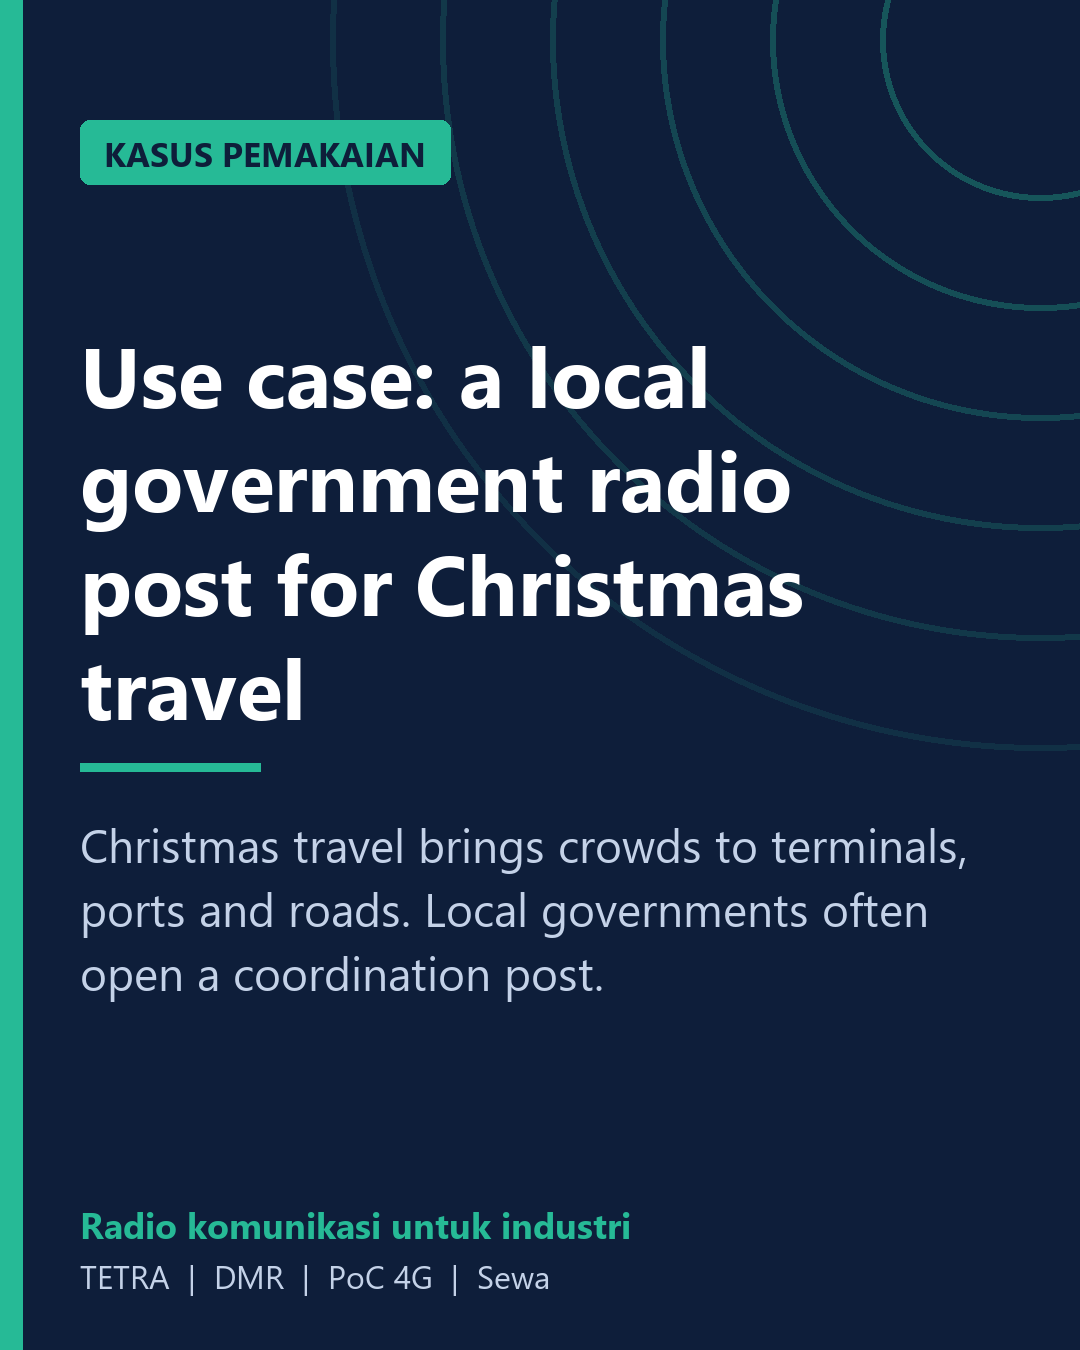 KASUS PEMAKAIAN
Use case: a local
government radio
post for Christmas
travel
Christmas travel brings crowds to terminals,
ports and roads. Local governments often
open a coordination post.
Radio komunikasi untuk industri
TETRA | DMR | PoC 4G | Sewa